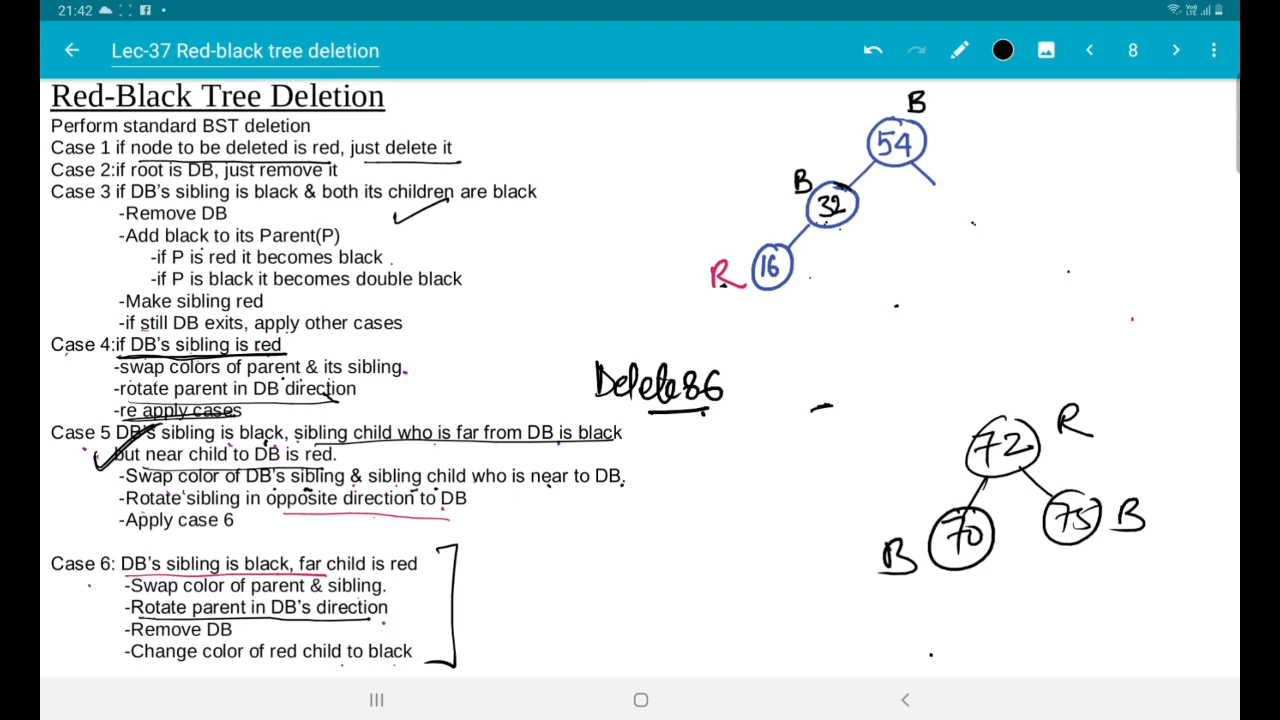 21:42
Lec-37 Red-black tree deletion
8
Red-Black Tree Deletion
Perform standard BST deletion
Case 1 if node to be deleted is red, just delete it
Case 2:if root is DB, just remove it
Case 3 if DB's sibling is black & both its children are black
-Remove DB
-Add black to its Parent(P)
-if P is red it becomes black
-if P is black it becomes double black
-Make sibling red
-if still DB exits, apply other cases
Case 4:if DB's sibling is red
-swap colors of parent & its sibling.
-rotate parent in DB direction
-re apply cases
Case 5 DB's sibling is black, sibling child who is far from DB is black
but near child to DB is red.
-Swap color of DB's sibling & sibling child who is near to DB.
-Rotate sibling in opposite direction to DB
-Apply case 6
Case 6: DB's sibling is black, far child is red
-Swap color of parent & sibling.
-Rotate parent in DB's direction
-Remove DB
-Change color of red child to black
B
54
B
32
R
16
Delete 86
72 R
75 B
B 70